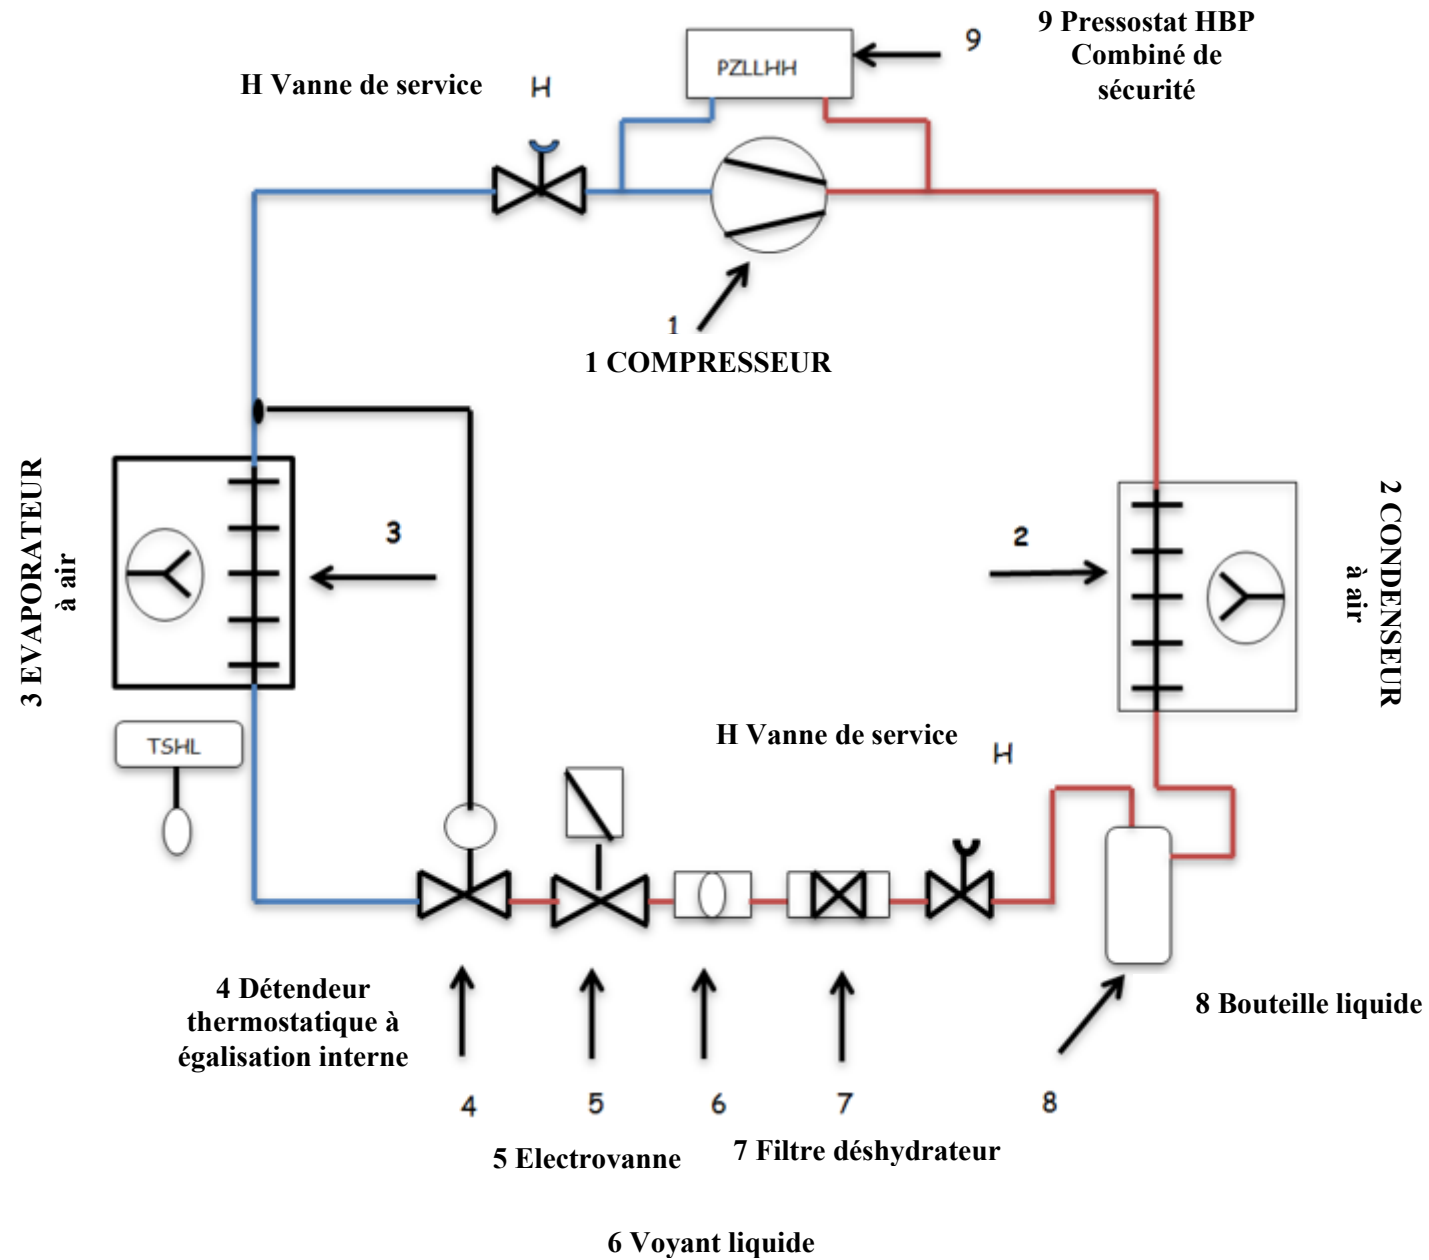 9 Pressostat HBP
Combiné de
sécurité
9
PZLLHH
H Vanne de service
H
1
1 COMPRESSEUR
3 EVAPORATEUR
à air
3
2
2 CONDENSEUR
à air
TSHL
H Vanne de service
H
4 Détendeur
thermostatique à
égalisation interne
8 Bouteille liquide
4
5
6
7
8
5 Electrovanne
7 Filtre déshydrateur
6 Voyant liquide